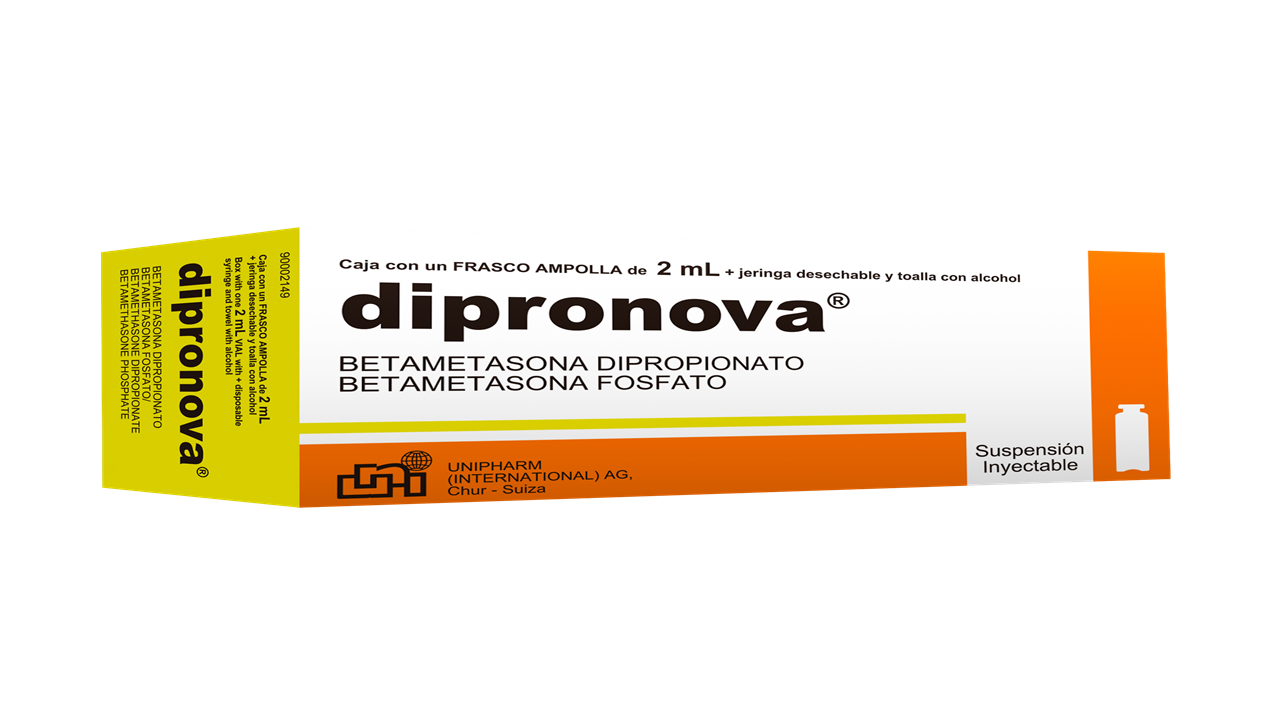 90002149
Caja con un FRASCO AMPOLLA de 2 mL
+ jeringa desechable y toalla con alcohol
Box with one 2 mL VIAL with + disposable
syringe and towel with alcohol
dipronova®
BETAMETASONA DIPROPIONATO
BETAMETASONA FOSFATO/
BETAMETHASONE DIPROPIONATE
BETAMETHASONE PHOSPHATE
Caja con un FRASCO AMPOLLA de 2 mL + jeringa desechable y toalla con alcohol
dipronova®
BETAMETASONA DIPROPIONATO
BETAMETASONA FOSFATO
uni
UNIPHARM
(INTERNATIONAL) AG,
Chur - Suiza
Suspensión
Inyectable